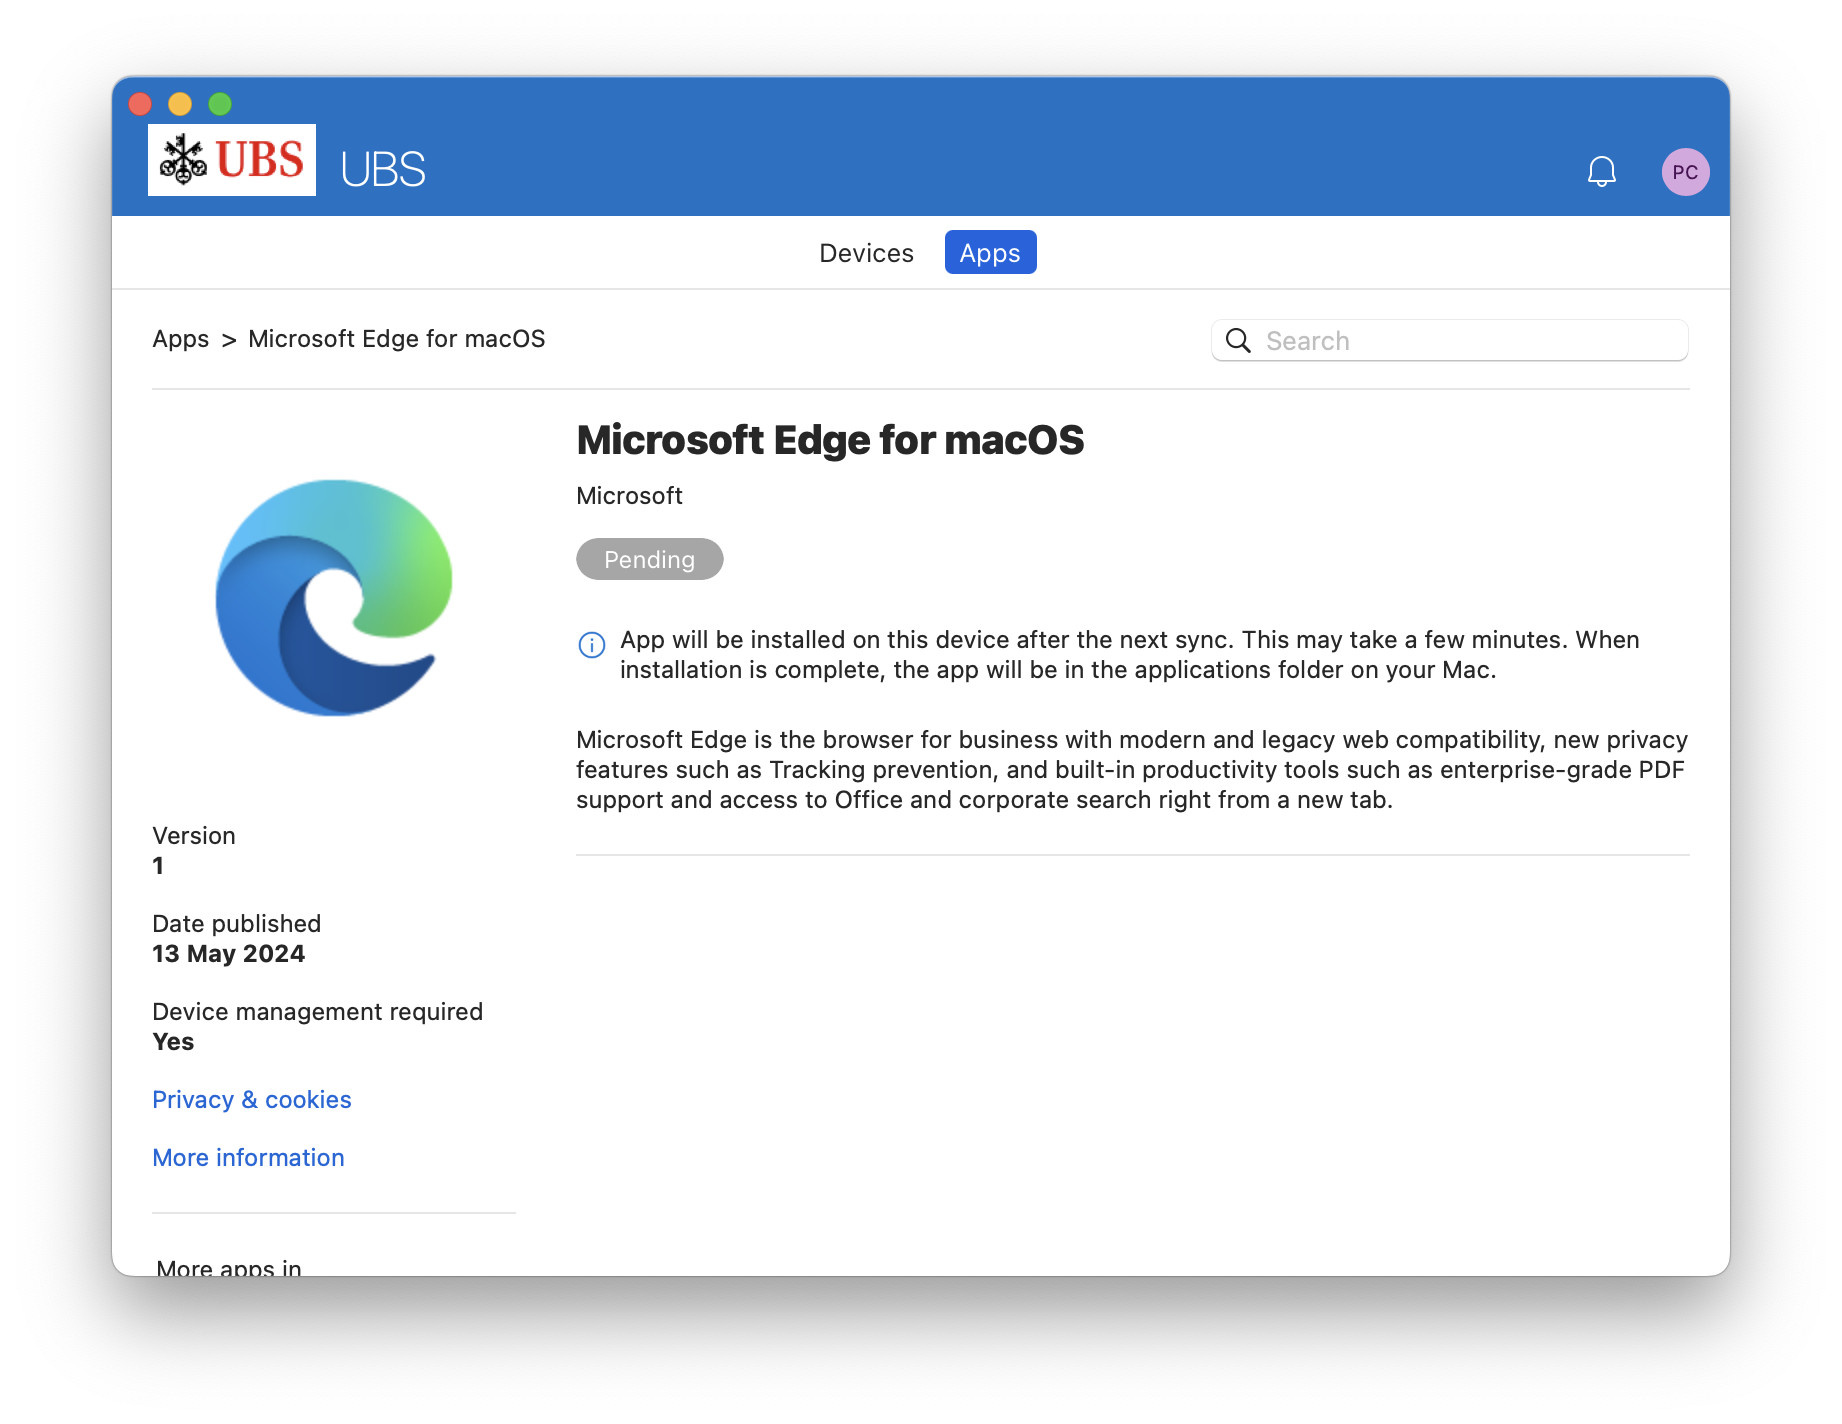 UBS
UBS
PC
Devices
Apps
Apps > Microsoft Edge for macOS
Search
Microsoft Edge for macOS
Microsoft
Pending
App will be installed on this device after the next sync. This may take a few minutes. When
installation is complete, the app will be in the applications folder on your Mac.
Microsoft Edge is the browser for business with modern and legacy web compatibility, new privacy
features such as Tracking prevention, and built-in productivity tools such as enterprise-grade PDF
support and access to Office and corporate search right from a new tab.
Version
1
Date published
13 May 2024
Device management required
Yes
Privacy & cookies
More information
More apps in